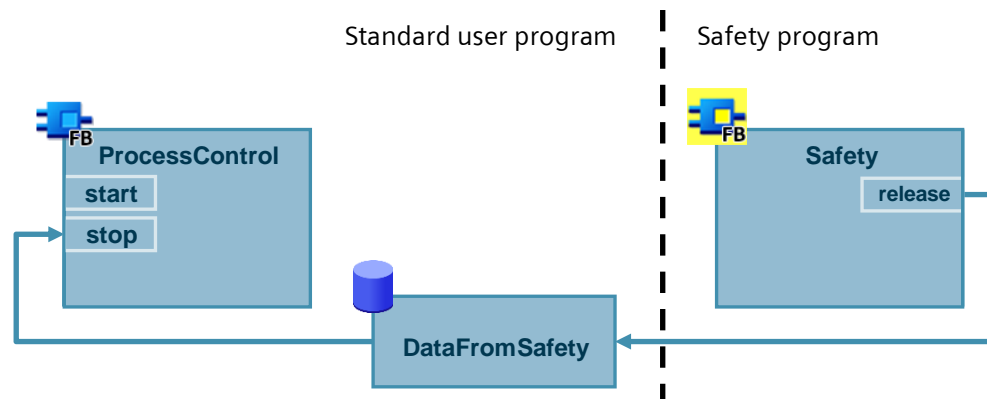 Standard user program
Safety program
FB
ProcessControl
start
stop
FB
Safety
release
DataFromSafety